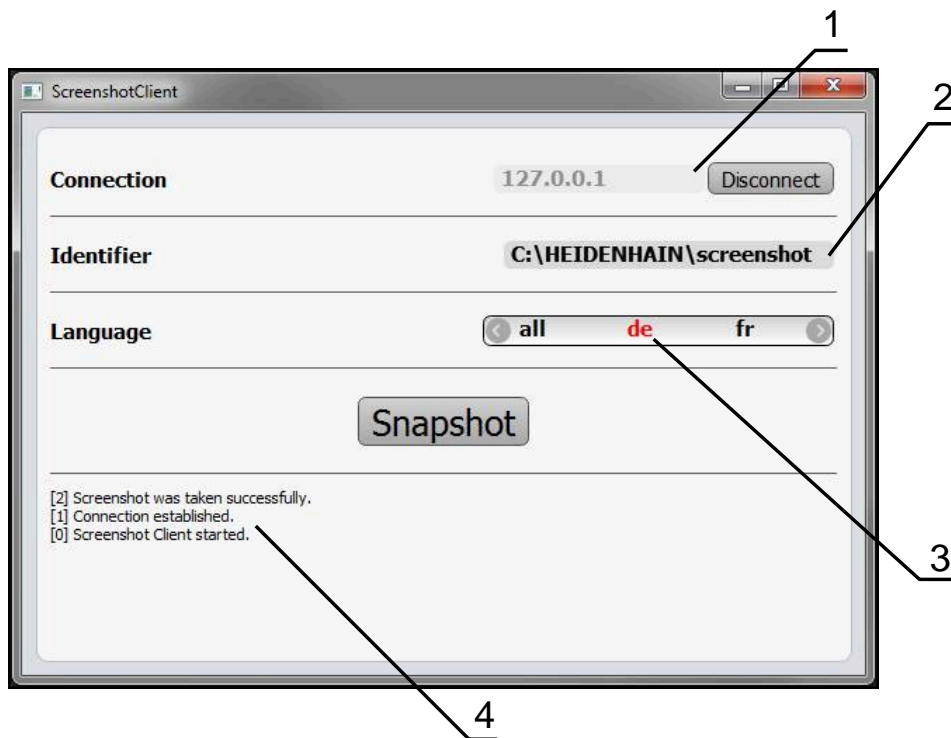 1
ScreenshotClient
2
Connection 127.0.0.1 Disconnect
Identifier C:\HEIDENHAIN\screenshot
Language all de fr
Snapshot
[2] Screenshot was taken successfully.
[1] Connection established.
[0] Screenshot Client started.
3
4